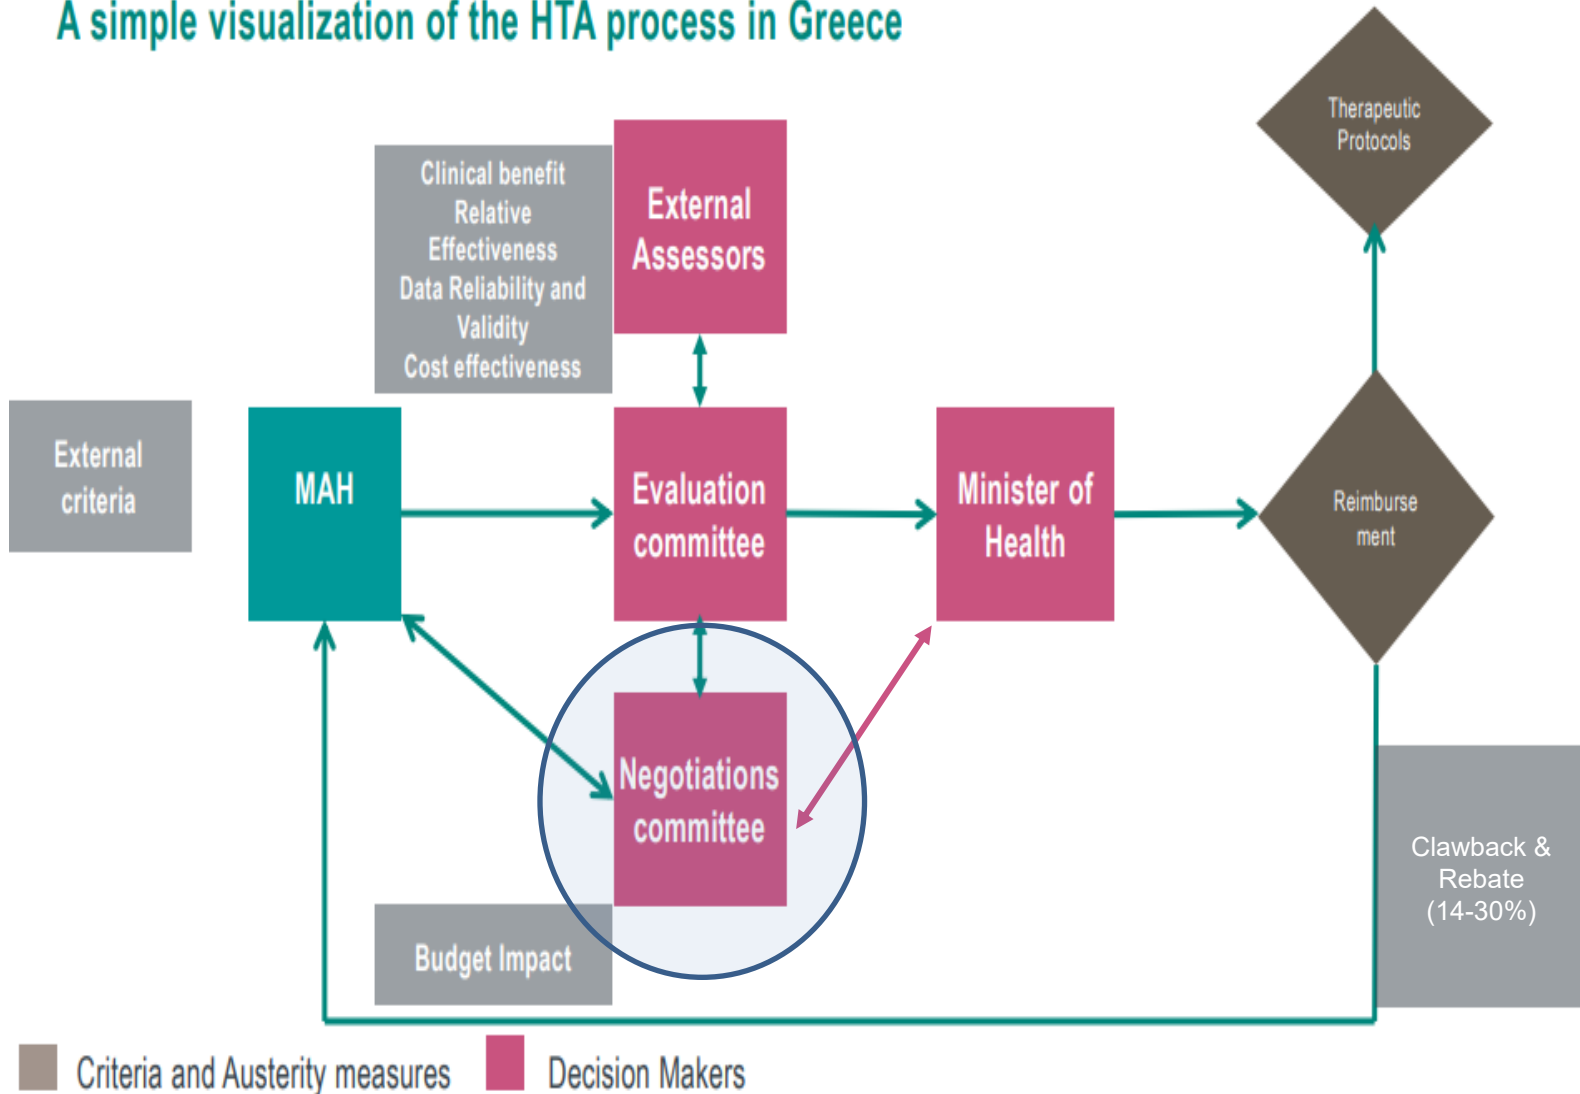 A simple visualization of the HTA process in Greece
Therapeutic
Protocols
Clinical benefit
Relative
Effectiveness
Data Reliability and
Validity
Cost effectiveness
External
Assessors
External
criteria
MAH
Evaluation
committee
Minister of
Health
Reimburse
ment
Negotiations
committee
Clawback &
Rebate
(14-30%)
Budget Impact
Criteria and Austerity measures
Decision Makers